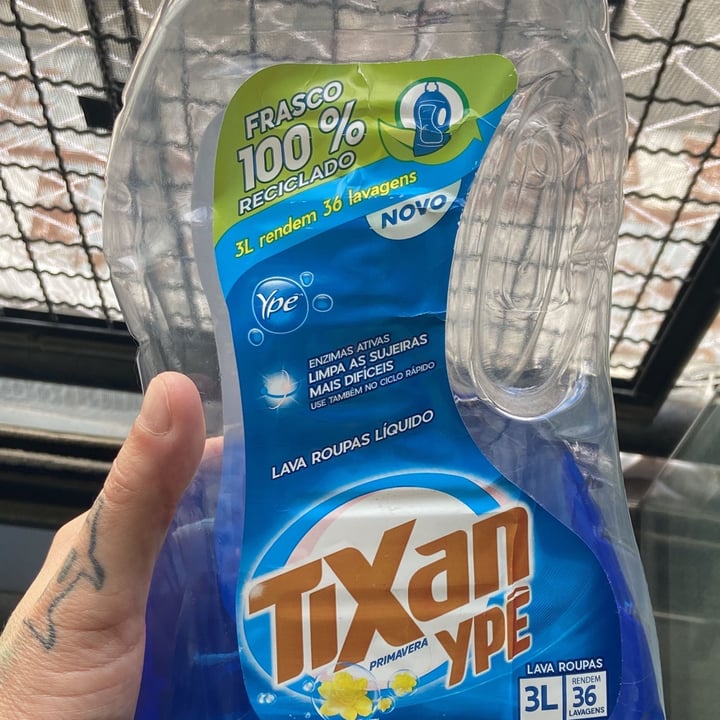 FRASCO
100 %
RECICLADO
3L rendem 36 lavagens
NOVO
Ypê
ENZIMAS ATIVAS
LIMPA AS SUJEIRAS
MAIS DIFÍCEIS
USE TAMBÉM NO CICLO RÁPIDO
LAVA ROUPAS LÍQUIDO
TiXan
YPÊ
PRIMAVERA
LAVA ROUPAS
3L
RENDEM
36
LAVAGENS